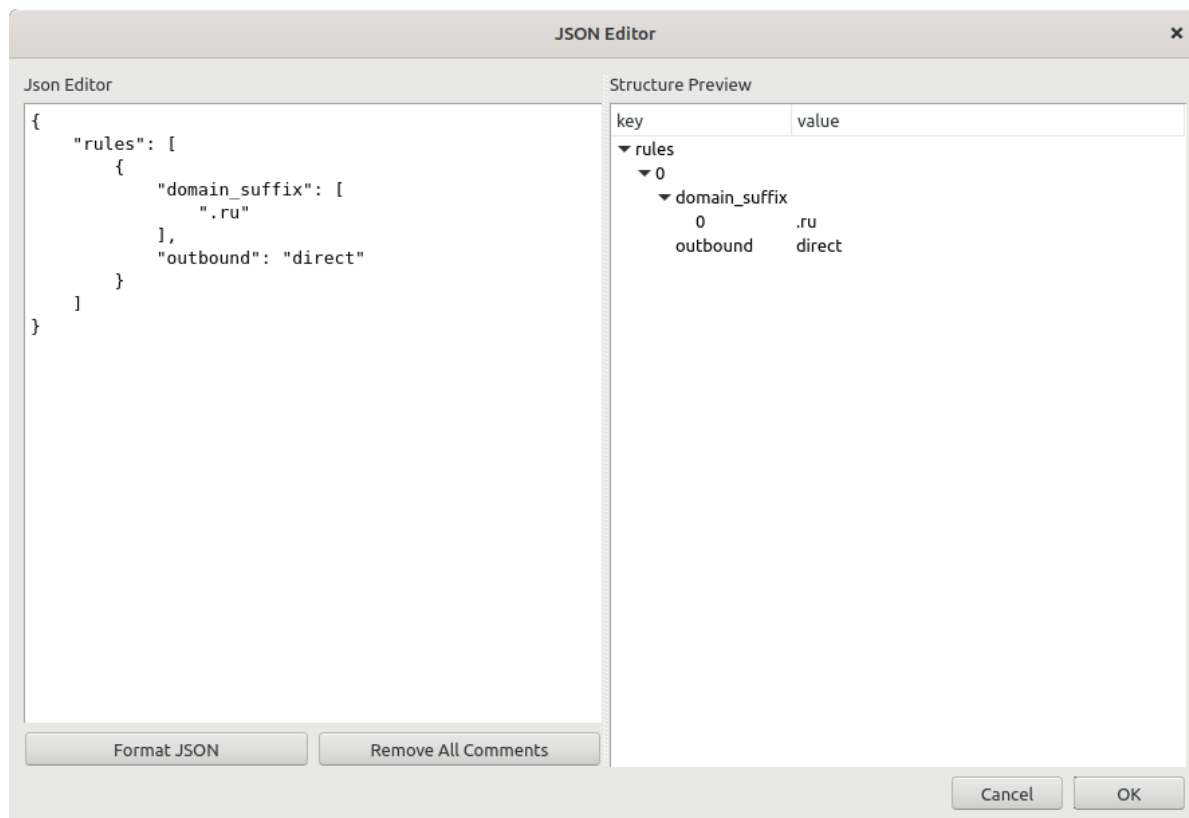 JSON Editor ×
Json Editor
{
    "rules": [
        {
            "domain_suffix": [
                ".ru"
            ],
            "outbound": "direct"
        }
    ]
}
Format JSON
Remove All Comments
Structure Preview
key value
rules
0
domain_suffix
0 .ru
outbound direct
Cancel
OK